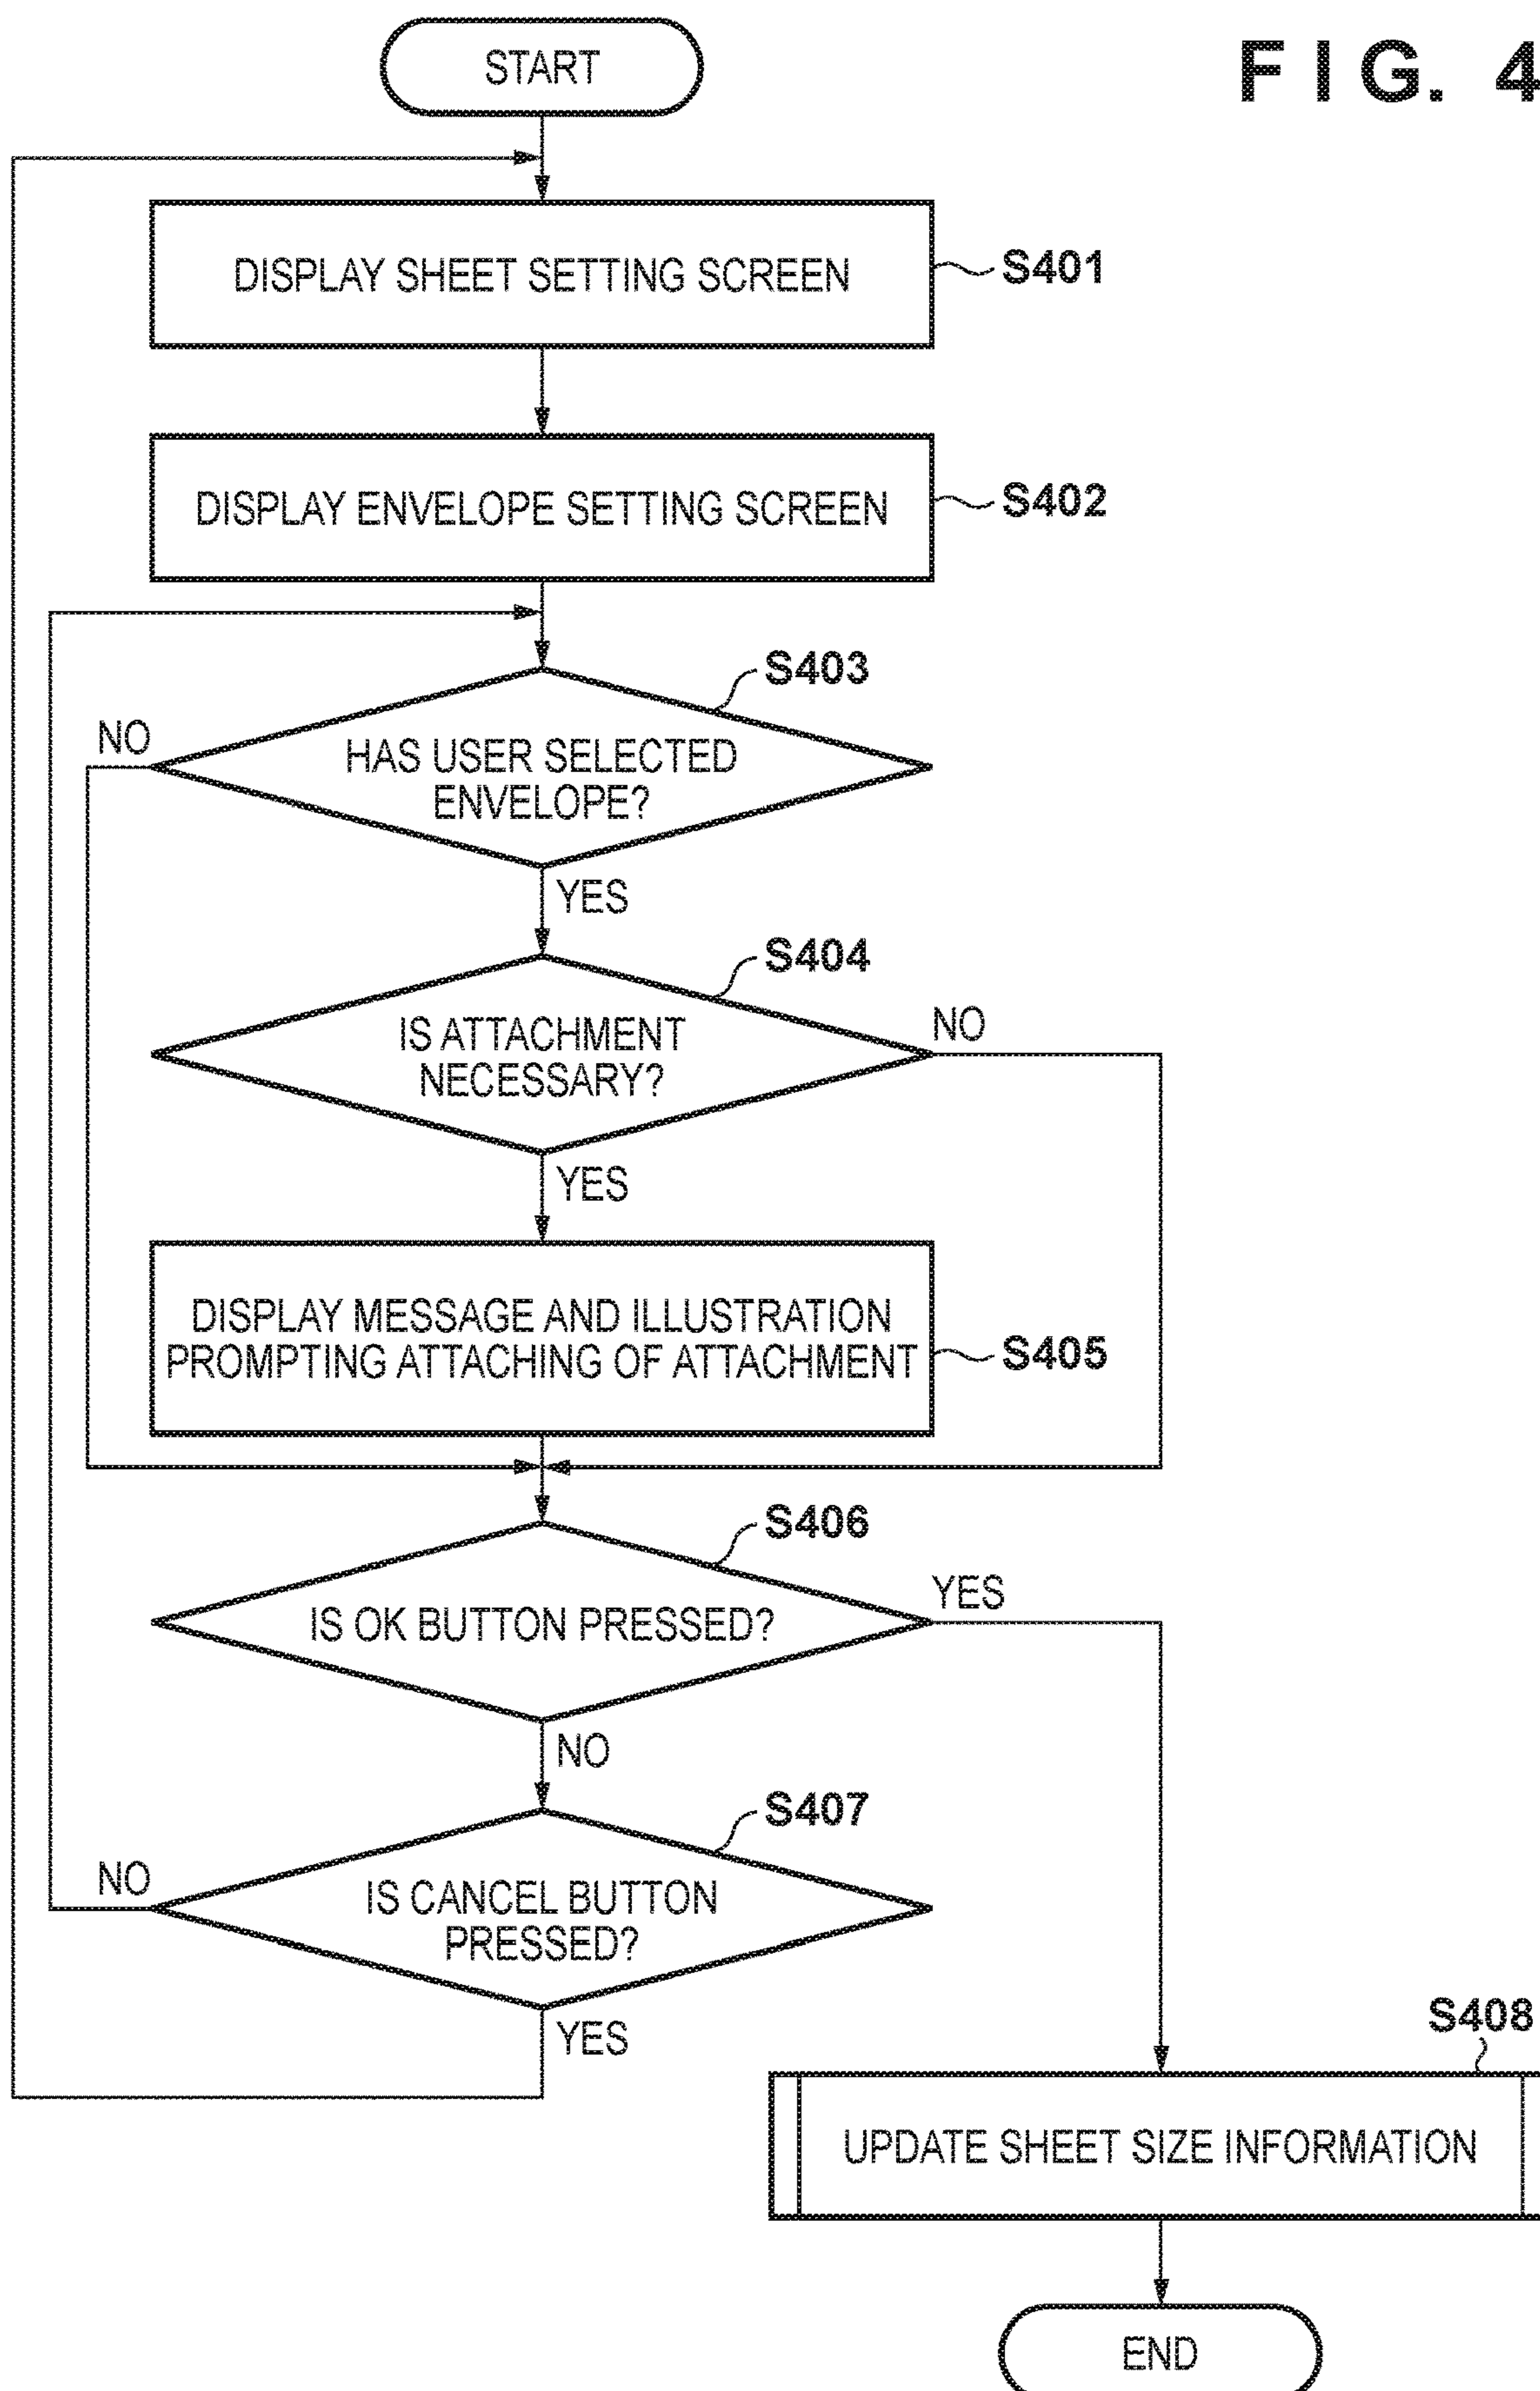 FIG. 4
START
DISPLAY SHEET SETTING SCREEN
S401
DISPLAY ENVELOPE SETTING SCREEN
S402
S403
NO
HAS USER SELECTED
ENVELOPE?
YES
S404
IS ATTACHMENT
NECESSARY?
NO
YES
DISPLAY MESSAGE AND ILLUSTRATION
PROMPTING ATTACHING OF ATTACHMENT
S405
S406
IS OK BUTTON PRESSED?
YES
NO
S407
NO
IS CANCEL BUTTON
PRESSED?
YES
S408
UPDATE SHEET SIZE INFORMATION
END